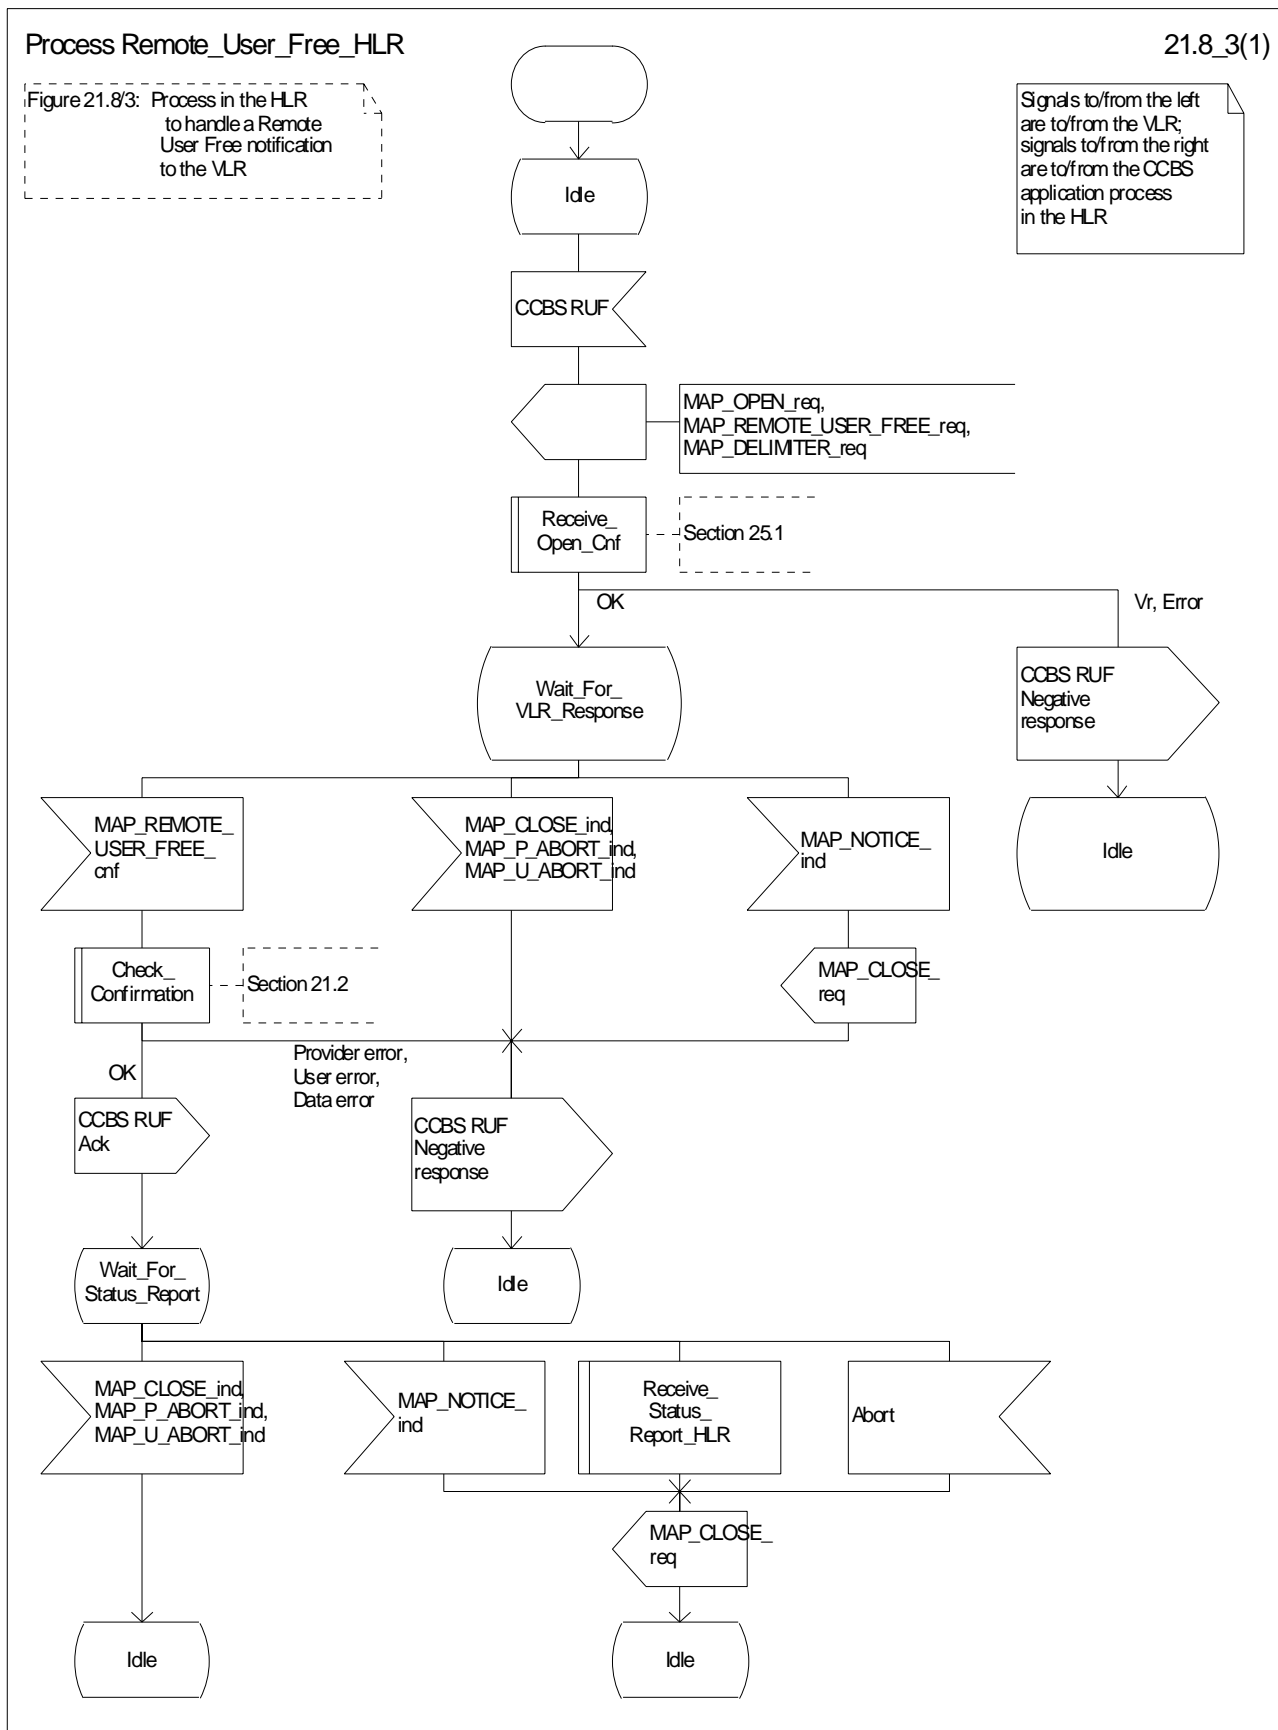 Process Remote_User_Free_HLR
21.8_3(1)
Figure 21.8/3: Process in the HLR
to handle a Remote
User Free notification
to the VLR
Signals to/from the left
are to/from the VLR;
signals to/from the right
are to/from the CCBS
application process
in the HLR
Idle
CCBS RUF
MAP_OPEN_req,
MAP_REMOTE_USER_FREE_req,
MAP_DELIMITER_req
Receive_
Open_Cnf
Section 25.1
OK
Vr, Error
Wait_For_
VLR_Response
CCBS RUF
Negative
response
MAP_REMOTE_
USER_FREE_
cnf
MAP_CLOSE_ind,
MAP_P_ABORT_ind,
MAP_U_ABORT_ind
MAP_NOTICE_
ind
Idle
Check_
Confirmation
Section 21.2
MAP_CLOSE_
req
Provider error,
User error,
Data error
OK
CCBS RUF
Ack
CCBS RUF
Negative
response
Wait_For_
Status_Report
Idle
MAP_CLOSE_ind,
MAP_P_ABORT_ind,
MAP_U_ABORT_ind
MAP_NOTICE_
ind
Receive_
Status_
Report_HLR
Abort
MAP_CLOSE_
req
Idle
Idle